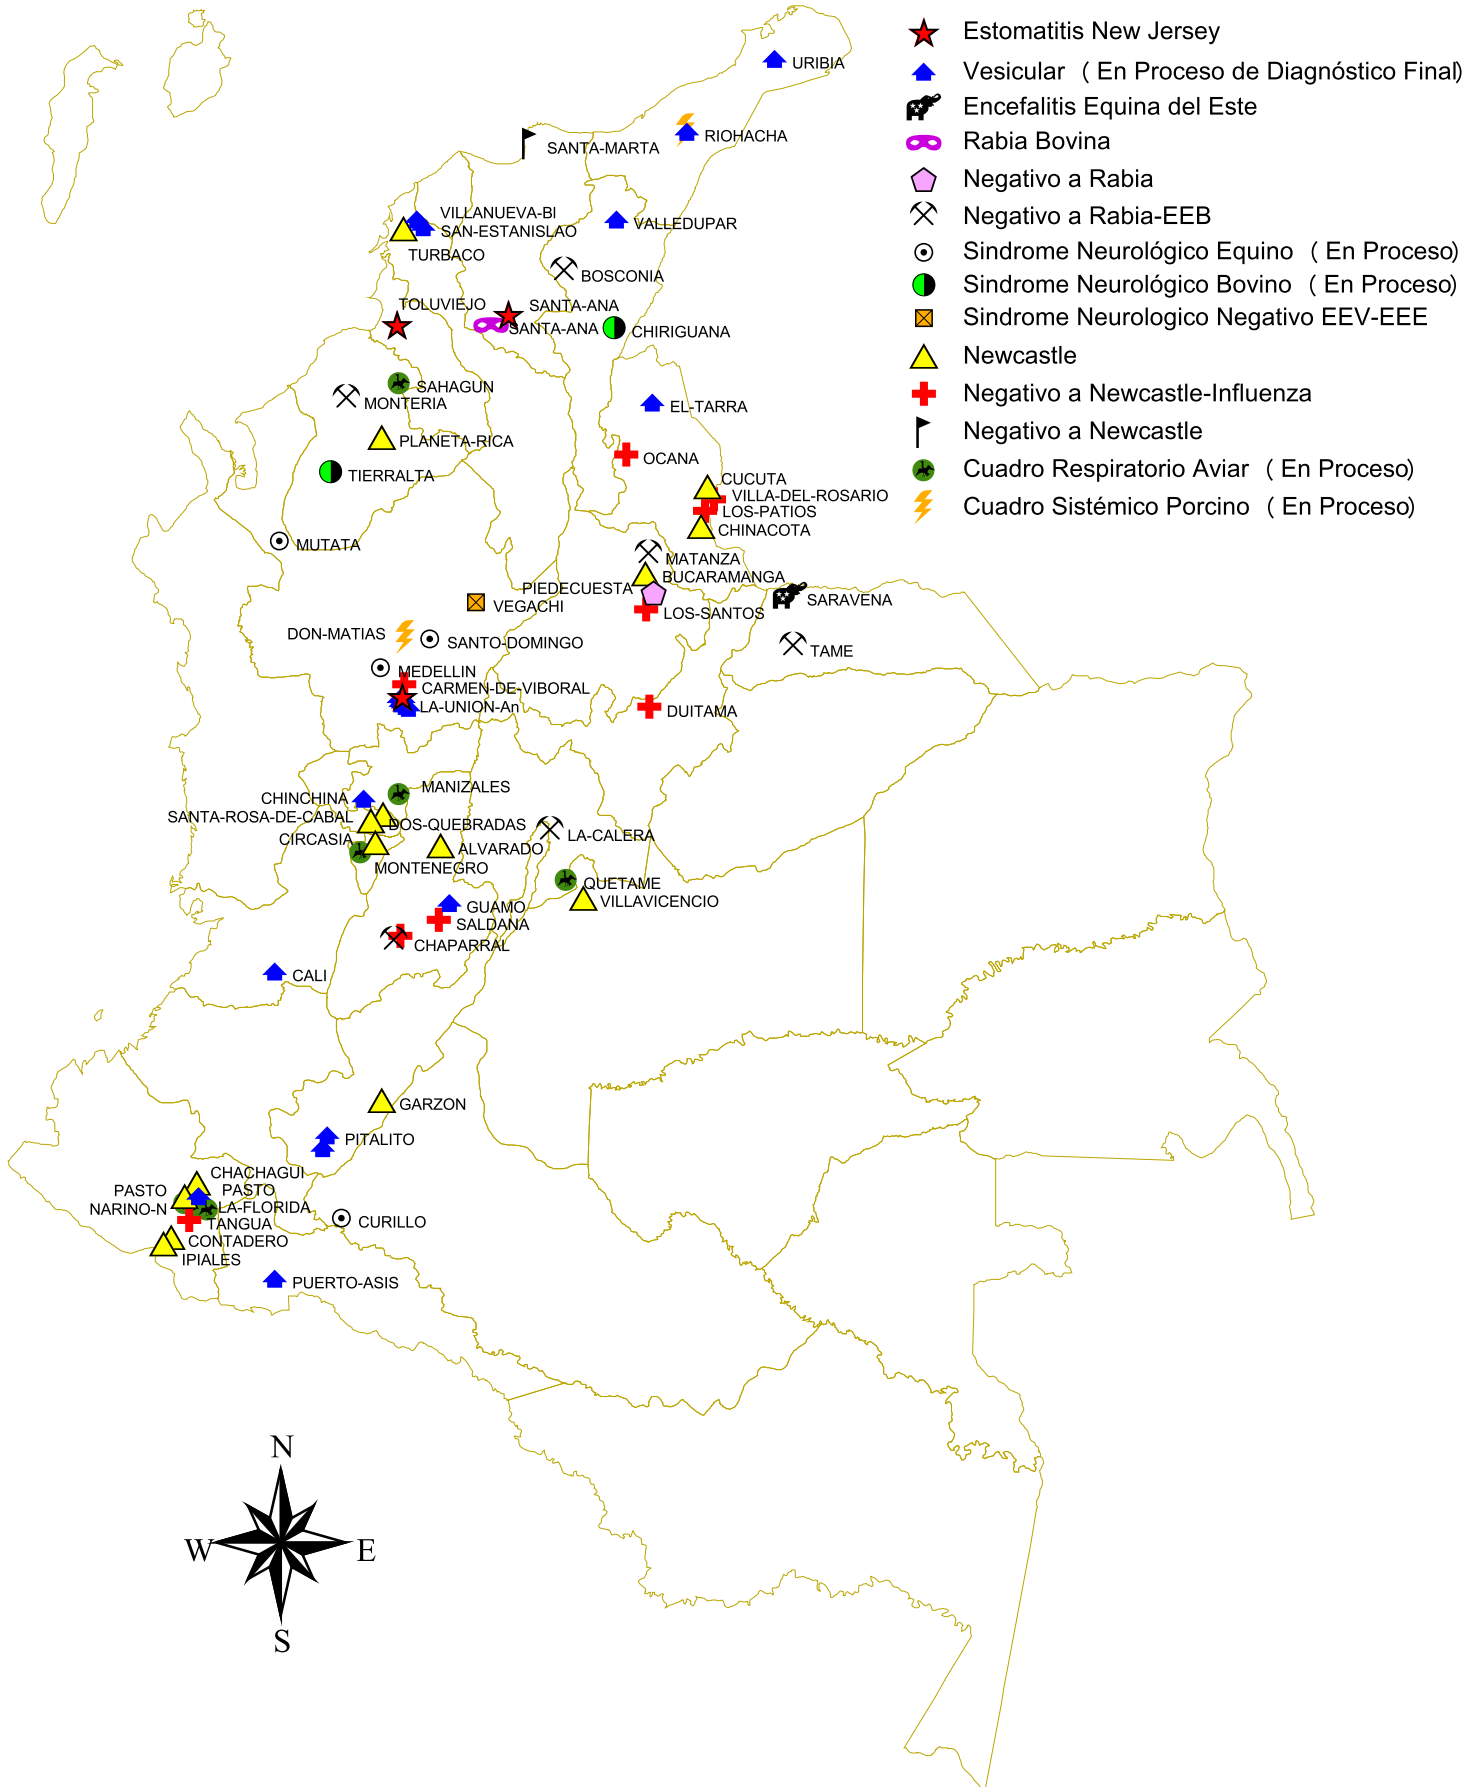 Estomatitis New Jersey
Vesicular ( En Proceso de Diagnóstico Final)
Encefalitis Equina del Este
Rabia Bovina
Negativo a Rabia
Negativo a Rabia-EEB
Sindrome Neurológico Equino ( En Proceso)
Sindrome Neurológico Bovino ( En Proceso)
Sindrome Neurologico Negativo EEV-EEE
Newcastle
Negativo a Newcastle-Influenza
Negativo a Newcastle
Cuadro Respiratorio Aviar ( En Proceso)
Cuadro Sistémico Porcino ( En Proceso)
URIBIA
RIOHACHA
SANTA-MARTA
VILLANUEVA-Bl
SAN-ESTANISLAO
VALLEDUPAR
TURBACO
BOSCONIA
TOLUVIEJO
SANTA-ANA
SANTA-ANA
CHIRIGUANA
SAHAGUN
MONTERIA
EL-TARRA
PLANETA-RICA
OCANA
TIERRALTA
CUCUTA
VILLA-DEL-ROSARIO
LOS-PATIOS
CHINACOTA
MUTATA
MATANZA
BUCARAMANGA
PIEDECUESTA
SARAVENA
VEGACHI
LOS-SANTOS
DON-MATIAS
SANTO-DOMINGO
TAME
MEDELLIN
CARMEN-DE-VIBORAL
LA-UNION-An
DUITAMA
MANIZALES
CHINCHINA
SANTA-ROSA-DE-CABAL
DOS-QUEBRADAS
LA-CALERA
CIRCASIA
ALVARADO
MONTENEGRO
QUETAME
VILLAVICENCIO
GUAMO
SALDANA
CHAPARRAL
CALI
GARZON
PITALITO
CHACHAGUI
PASTO
PASTO
NARINO-N
LA-FLORIDA
TANGUA
CURILLO
CONTADERO
IPIALES
PUERTO-ASIS
N
W
E
S